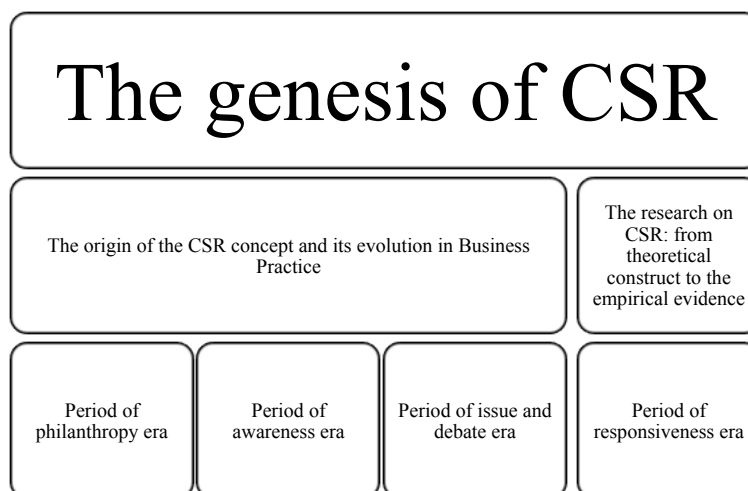 The genesis of CSR
The origin of the CSR concept and its evolution in Business
Practice
The research on
CSR: from
theoretical
construct to the
empirical evidence
Period of
philanthropy era
Period of
awareness era
Period of issue and
debate era
Period of
responsiveness era